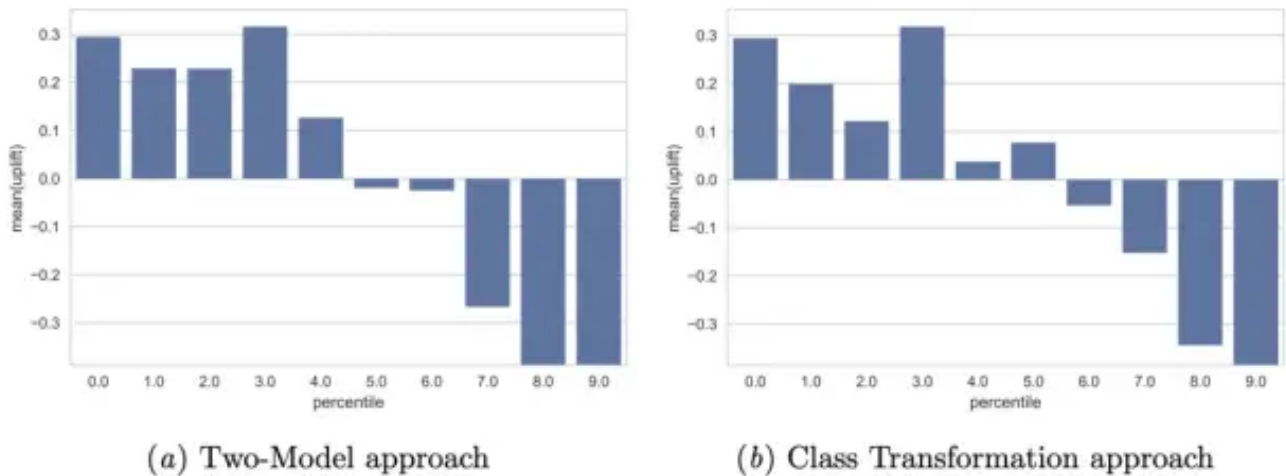 0.3
0.2
0.1
0.0
−0.1
−0.2
−0.3
mean(uplift)
0.0 1.0 2.0 3.0 4.0 5.0 6.0 7.0 8.0 9.0
percentile
(a) Two-Model approach
0.3
0.2
0.1
0.0
−0.1
−0.2
−0.3
mean(uplift)
0.0 1.0 2.0 3.0 4.0 5.0 6.0 7.0 8.0 9.0
percentile
(b) Class Transformation approach